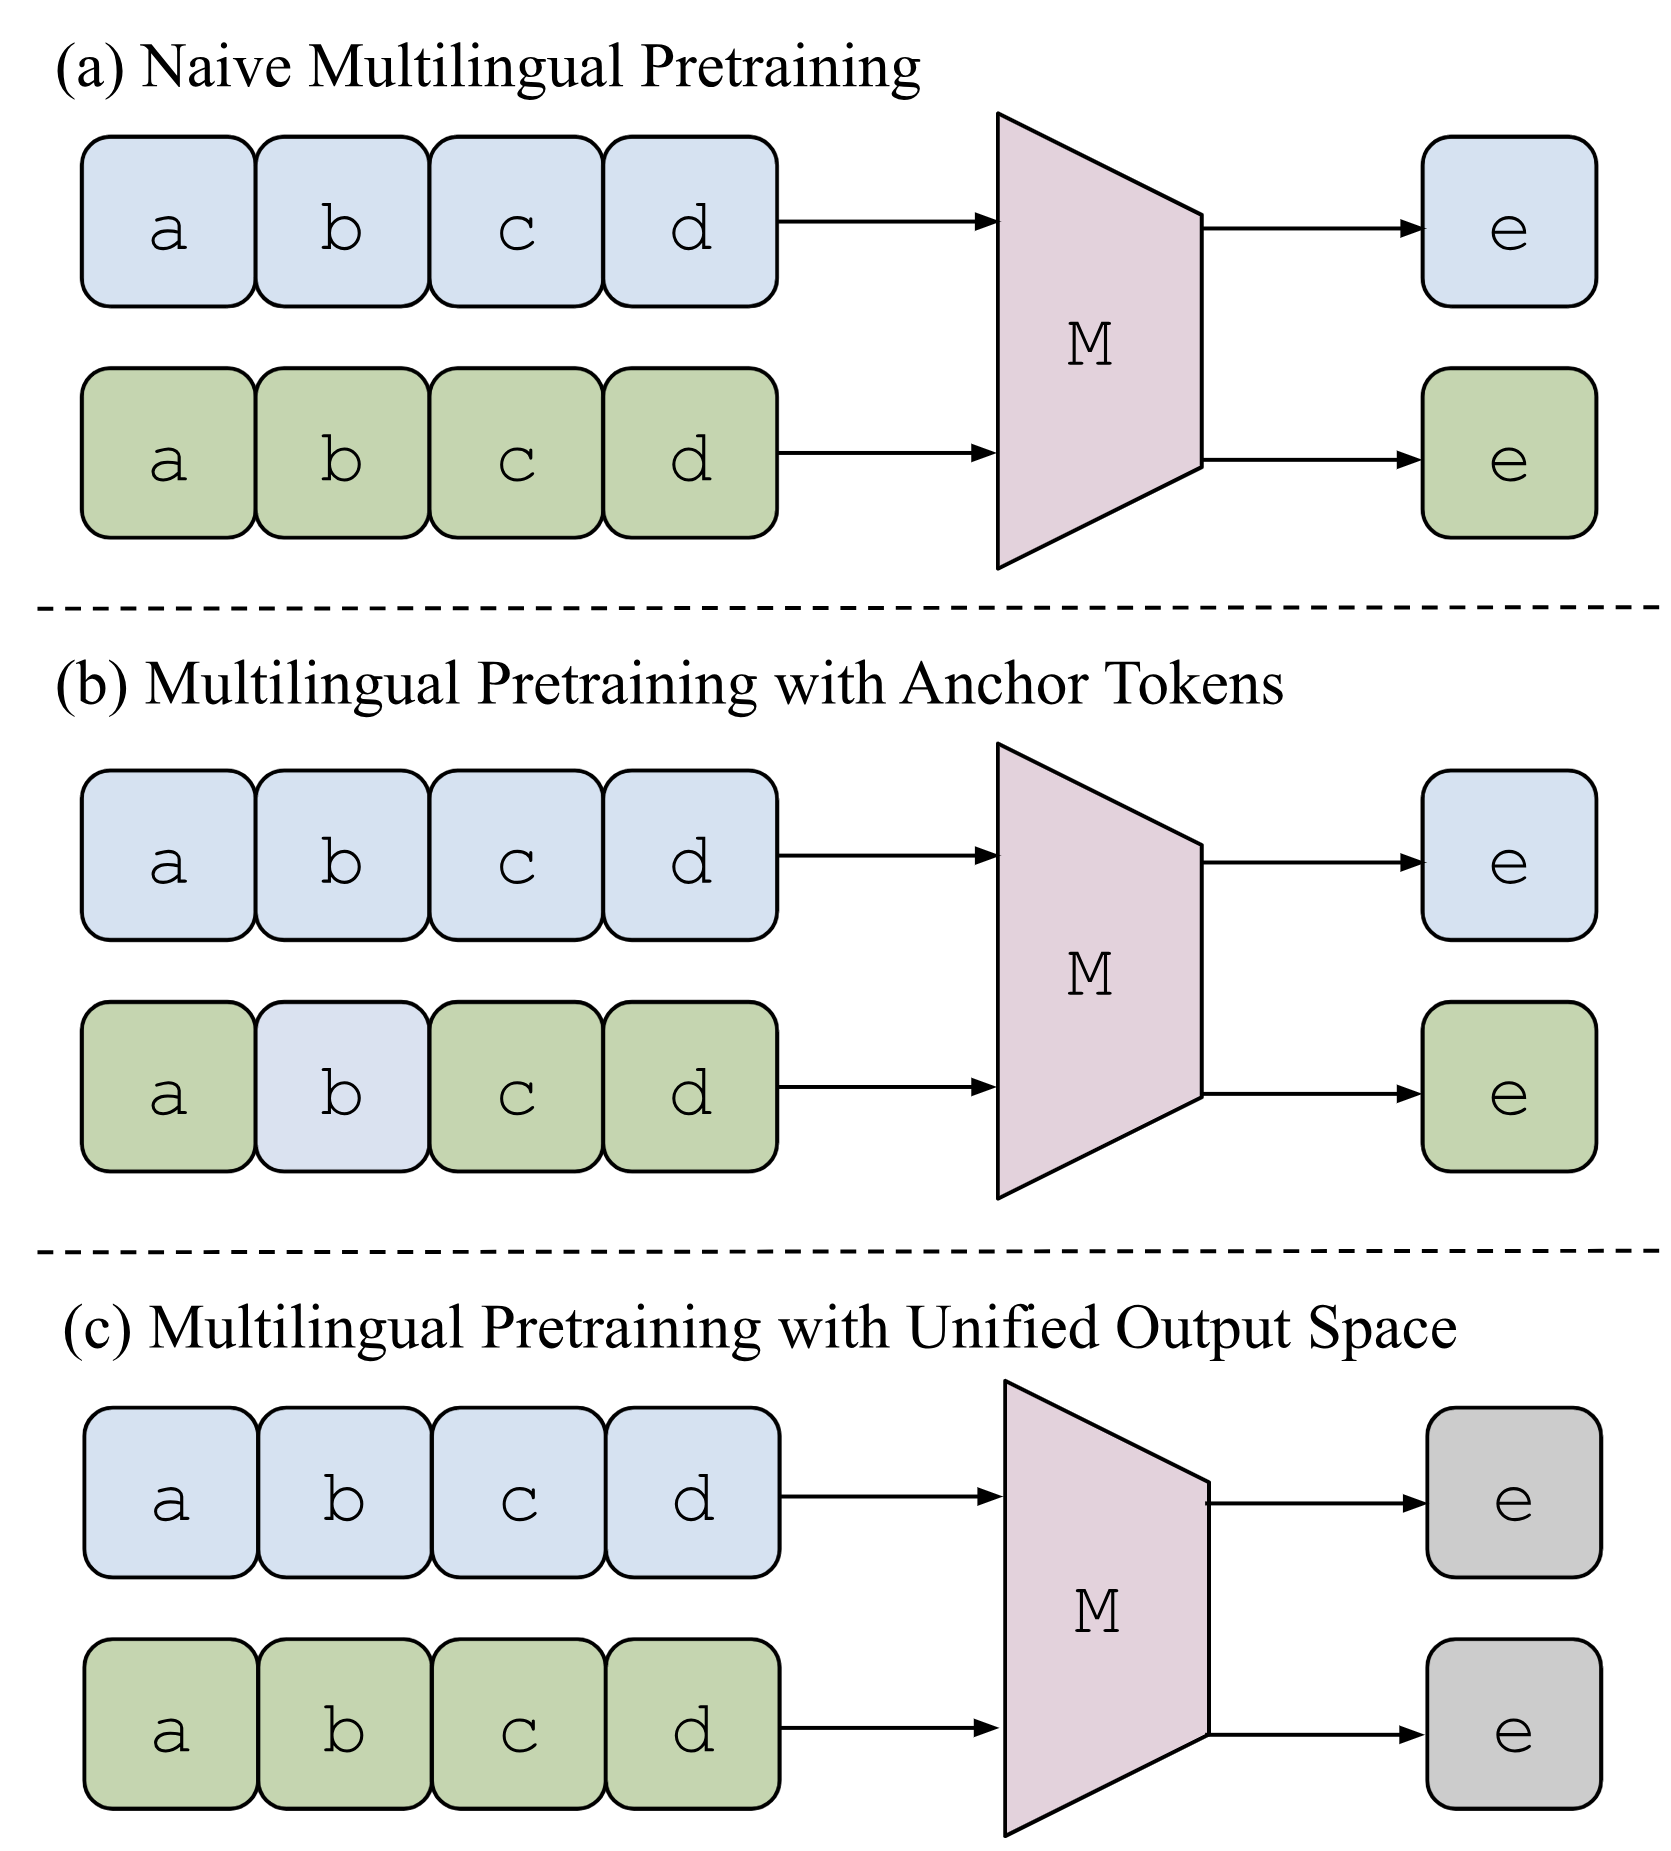 (a) Naive Multilingual Pretraining
a b c d e
M
a b c d e
(b) Multilingual Pretraining with Anchor Tokens
a b c d e
M
a b c d e
(c) Multilingual Pretraining with Unified Output Space
a b c d e
M
a b c d e